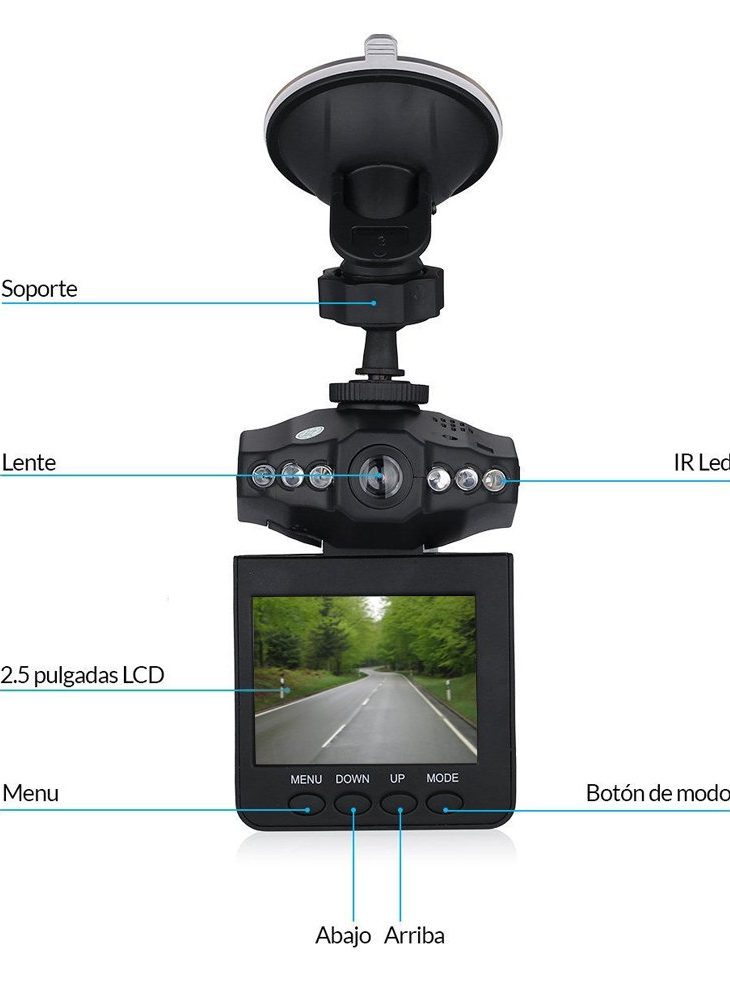 Soporte
Lente
IR Led
2.5 pulgadas LCD
MENU DOWN UP MODE
Menu
Botón de modo
Abajo Arriba